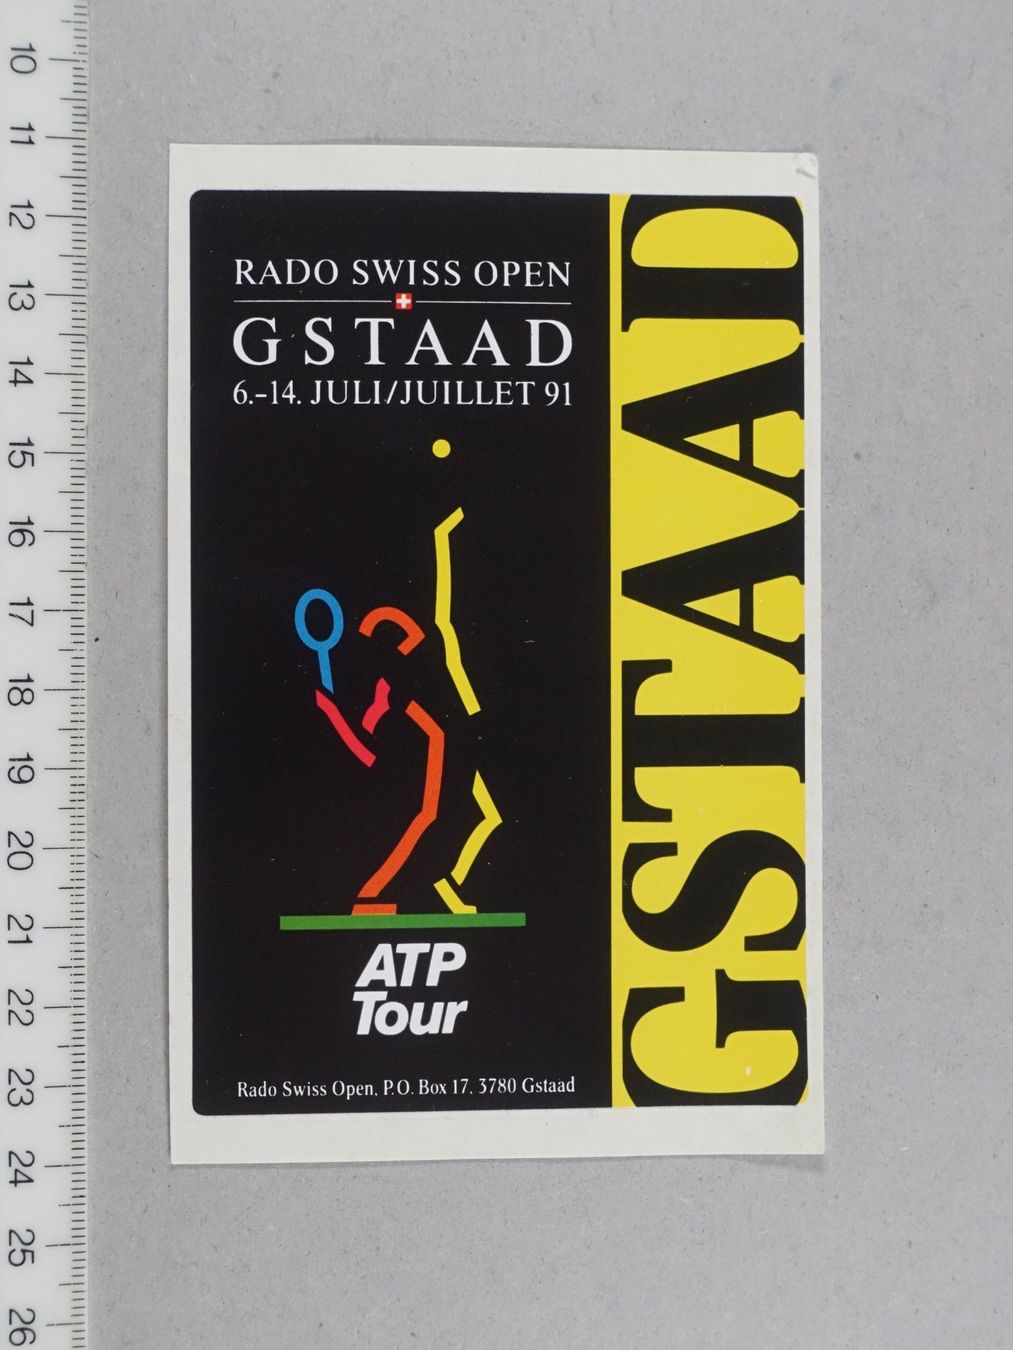 RADO SWISS OPEN
GSTAAD
6.–14. JULI/JUILLET 91
ATP
Tour
Rado Swiss Open, P.O. Box 17, 3780 Gstaad
GSTAAD
10
11
12
13
14
15
16
17
18
19
20
21
22
23
24
25
26